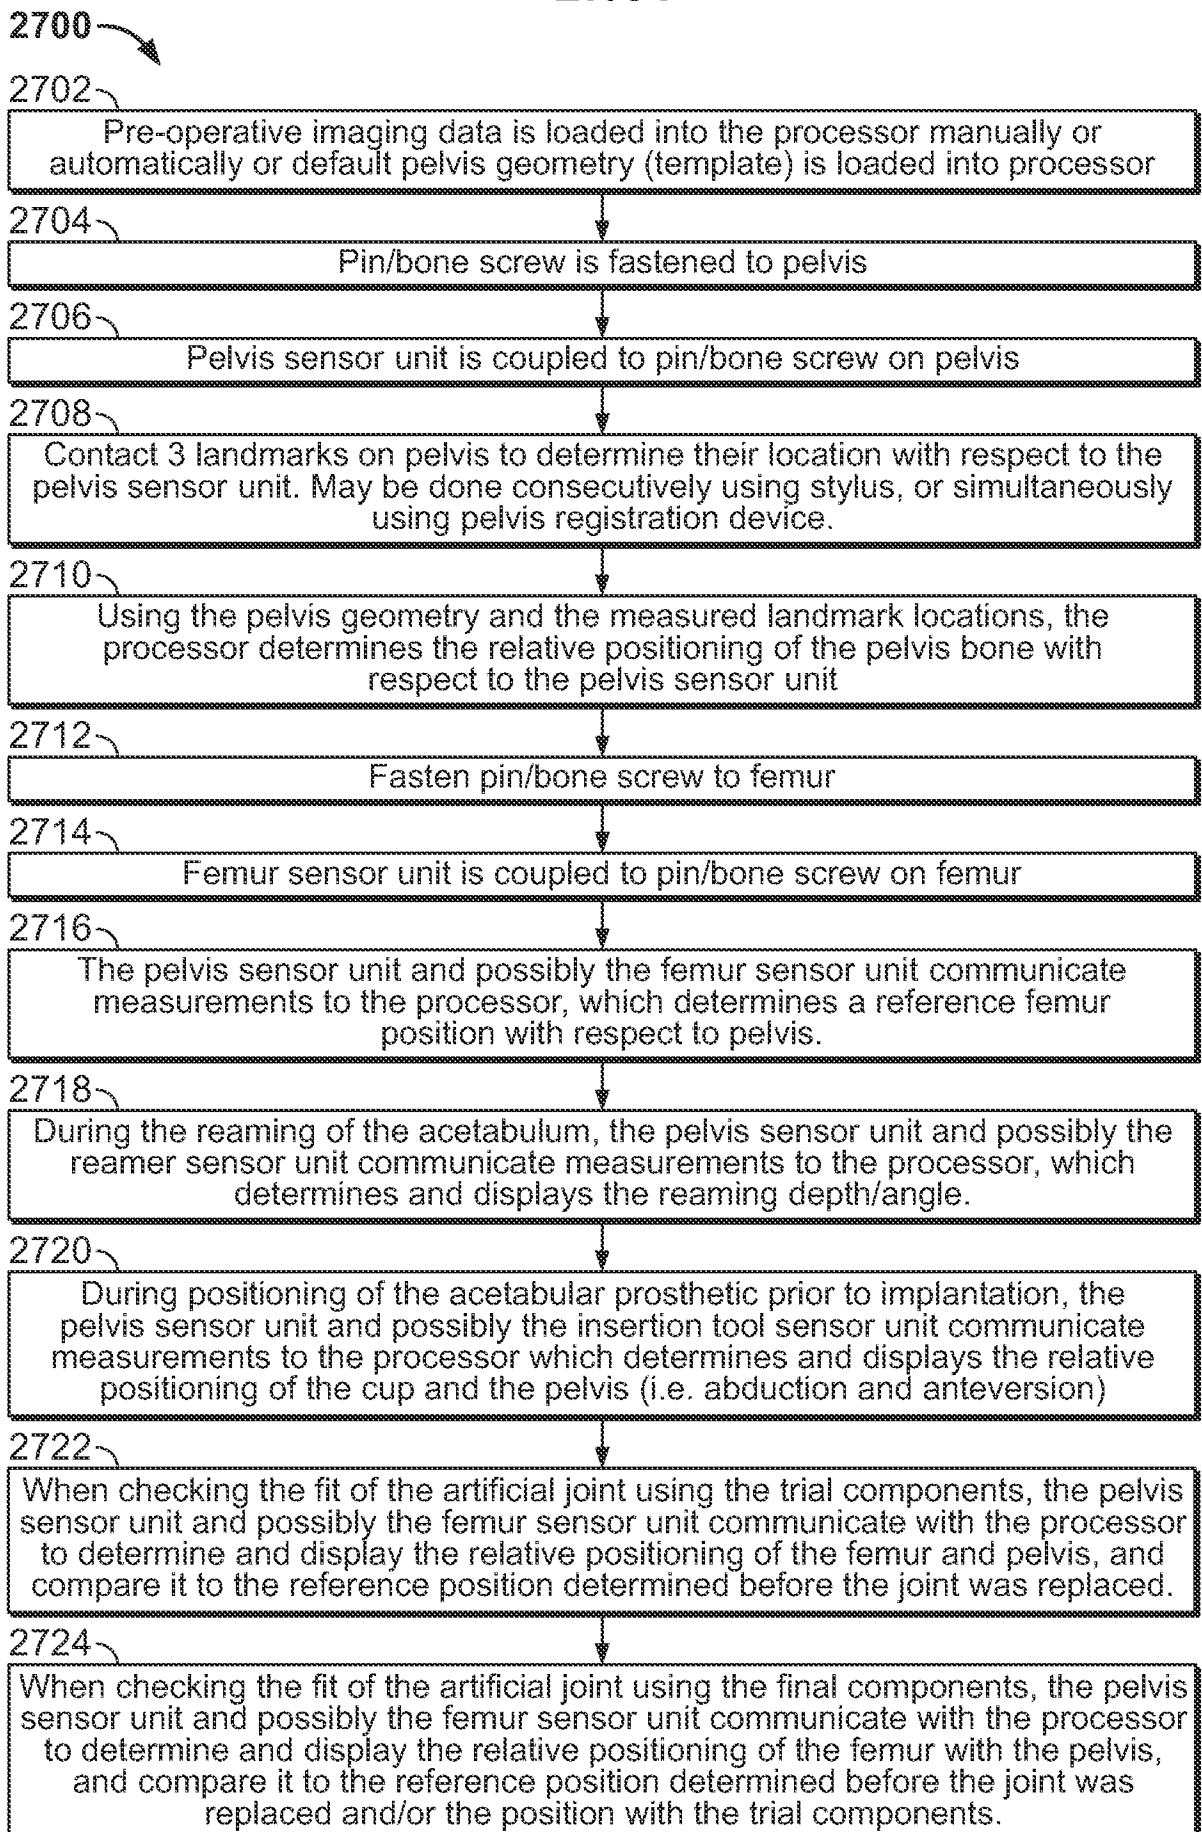 2700
2702
Pre-operative imaging data is loaded into the processor manually or
automatically or default pelvis geometry (template) is loaded into processor
2704
Pin/bone screw is fastened to pelvis
2706
Pelvis sensor unit is coupled to pin/bone screw on pelvis
2708
Contact 3 landmarks on pelvis to determine their location with respect to the
pelvis sensor unit. May be done consecutively using stylus, or simultaneously
using pelvis registration device.
2710
Using the pelvis geometry and the measured landmark locations, the
processor determines the relative positioning of the pelvis bone with
respect to the pelvis sensor unit
2712
Fasten pin/bone screw to femur
2714
Femur sensor unit is coupled to pin/bone screw on femur
2716
The pelvis sensor unit and possibly the femur sensor unit communicate
measurements to the processor, which determines a reference femur
position with respect to pelvis.
2718
During the reaming of the acetabulum, the pelvis sensor unit and possibly the
reamer sensor unit communicate measurements to the processor, which
determines and displays the reaming depth/angle.
2720
During positioning of the acetabular prosthetic prior to implantation, the
pelvis sensor unit and possibly the insertion tool sensor unit communicate
measurements to the processor which determines and displays the relative
positioning of the cup and the pelvis (i.e. abduction and anteversion)
2722
When checking the fit of the artificial joint using the trial components, the pelvis
sensor unit and possibly the femur sensor unit communicate with the processor
to determine and display the relative positioning of the femur and pelvis, and
compare it to the reference position determined before the joint was replaced.
2724
When checking the fit of the artificial joint using the final components, the pelvis
sensor unit and possibly the femur sensor unit communicate with the processor
to determine and display the relative positioning of the femur with the pelvis,
and compare it to the reference position determined before the joint was
replaced and/or the position with the trial components.